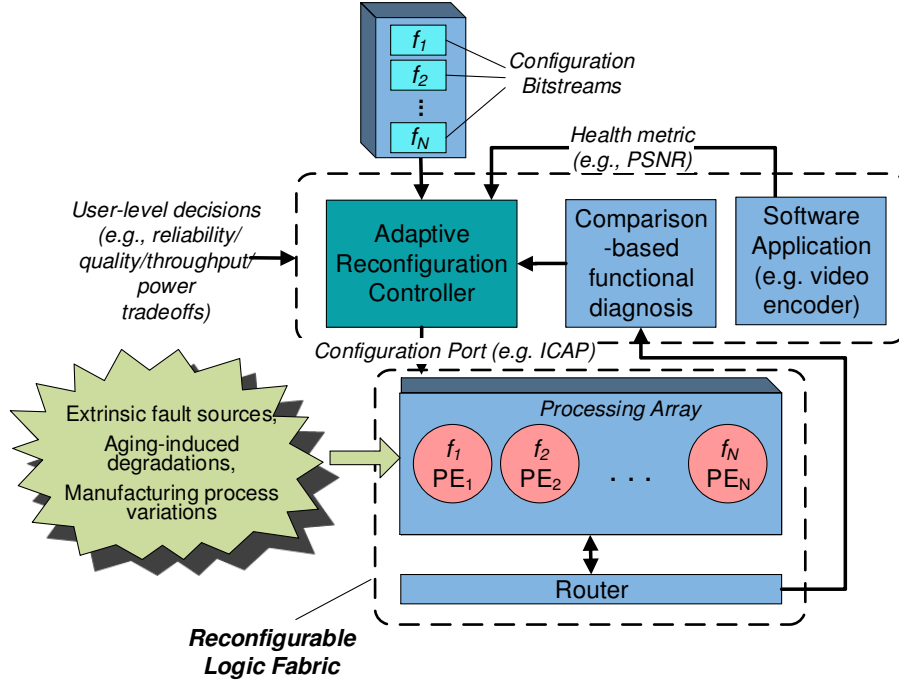 f1
f2
⋮
fN
Configuration
Bitstreams
Health metric
(e.g., PSNR)
User-level decisions
(e.g., reliability/
quality/throughput/
power
tradeoffs)
Adaptive
Reconfiguration
Controller
Comparison
-based
functional
diagnosis
Software
Application
(e.g. video
encoder)
Configuration Port (e.g. ICAP)
Extrinsic fault sources,
Aging-induced
degradations,
Manufacturing process
variations
Processing Array
f1
PE1
f2
PE2
. . .
fN
PEN
Router
Reconfigurable
Logic Fabric